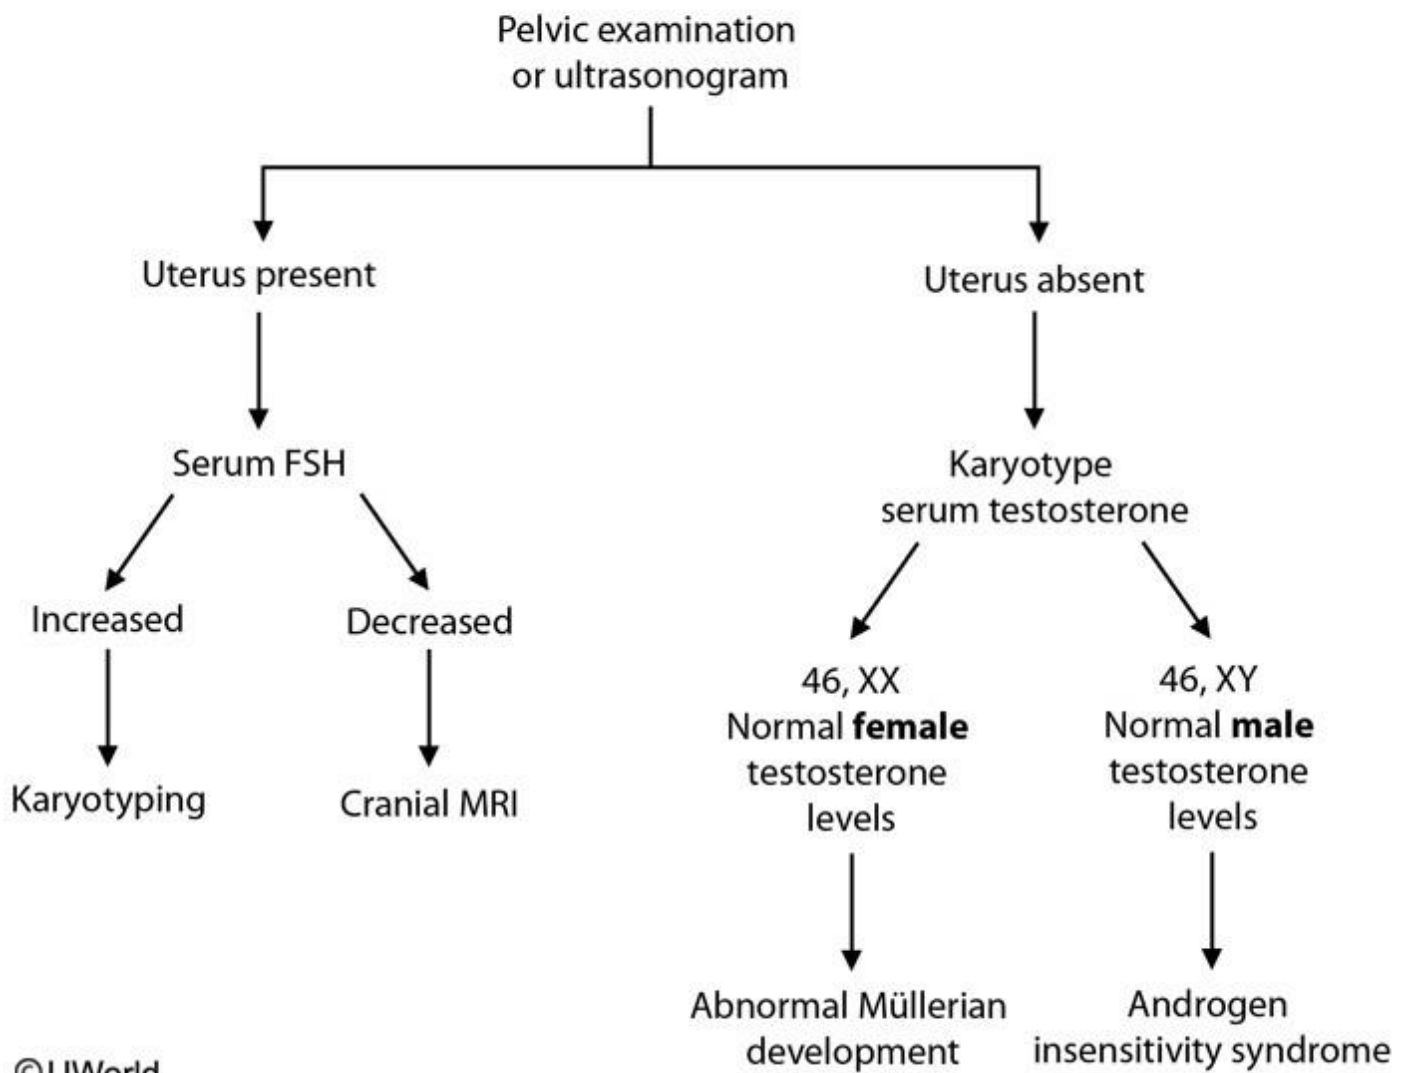 Pelvic examination
or ultrasonogram
Uterus present
Uterus absent
Serum FSH
Karyotype
serum testosterone
Increased
Decreased
46, XX
Normal female
testosterone
levels
46, XY
Normal male
testosterone
levels
Karyotyping
Cranial MRI
Abnormal Müllerian
development
Androgen
insensitivity syndrome
©UWorld